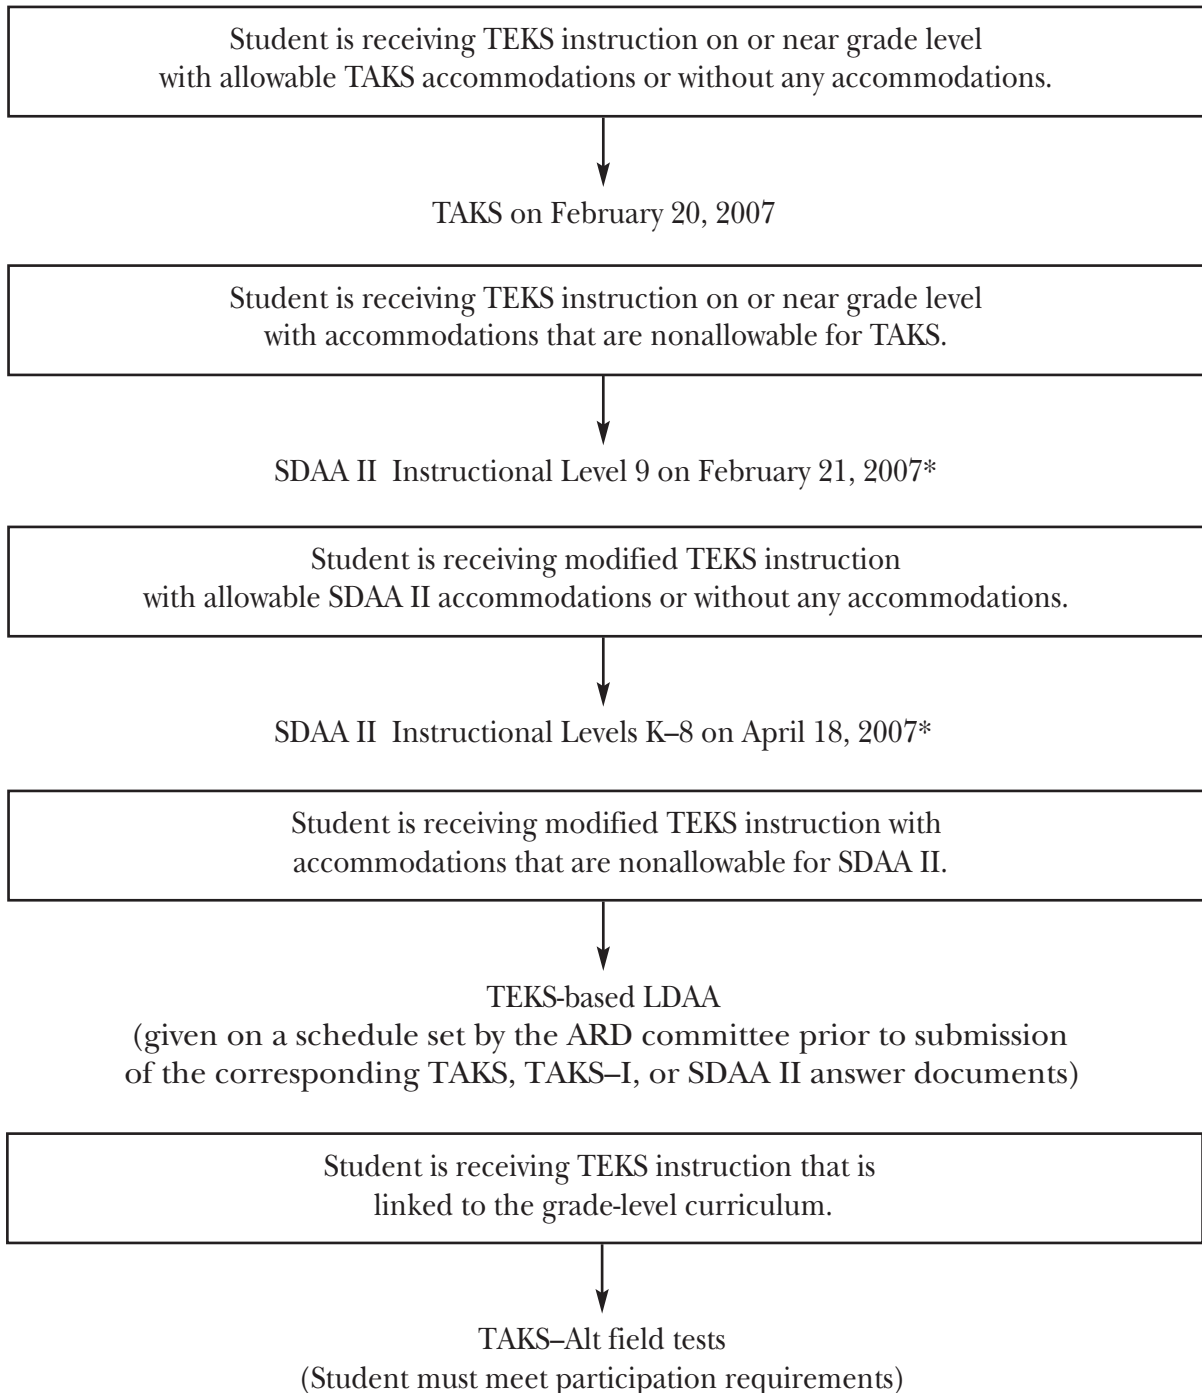 Student is receiving TEKS instruction on or near grade level
with allowable TAKS accommodations or without any accommodations.
TAKS on February 20, 2007
Student is receiving TEKS instruction on or near grade level
with accommodations that are nonallowable for TAKS.
SDAA II Instructional Level 9 on February 21, 2007*
Student is receiving modified TEKS instruction
with allowable SDAA II accommodations or without any accommodations.
SDAA II Instructional Levels K–8 on April 18, 2007*
Student is receiving modified TEKS instruction with
accommodations that are nonallowable for SDAA II.
TEKS-based LDAA
(given on a schedule set by the ARD committee prior to submission
of the corresponding TAKS, TAKS–I, or SDAA II answer documents)
Student is receiving TEKS instruction that is
linked to the grade-level curriculum.
TAKS–Alt field tests
(Student must meet participation requirements)